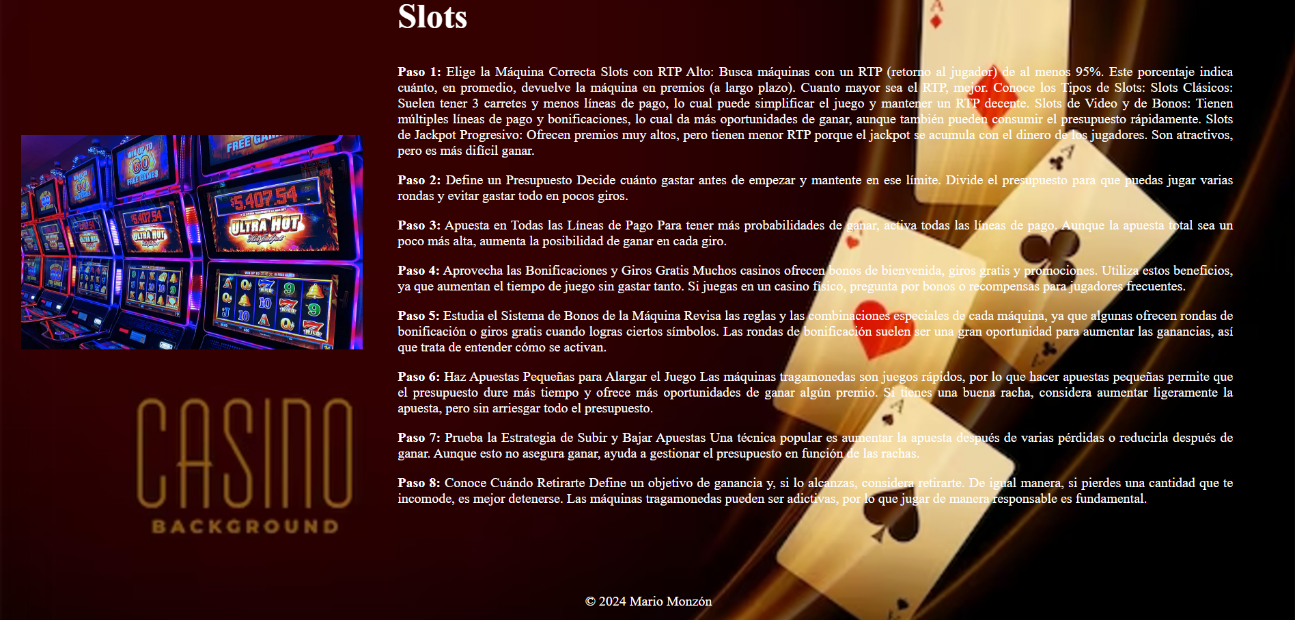 Slots
Paso 1: Elige la Máquina Correcta Slots con RTP Alto: Busca máquinas con un RTP (retorno al jugador) de al menos 95%. Este porcentaje indica
cuánto, en promedio, devuelve la máquina en premios (a largo plazo). Cuanto mayor sea el RTP, mejor. Conoce los Tipos de Slots: Slots Clásicos:
Suelen tener 3 carretes y menos líneas de pago, lo cual puede simplificar el juego y mantener un RTP decente. Slots de Video y de Bonos: Tienen
múltiples líneas de pago y bonificaciones, lo cual da más oportunidades de ganar, aunque también pueden consumir el presupuesto rápidamente. Slots
de Jackpot Progresivo: Ofrecen premios muy altos, pero tienen menor RTP porque el jackpot se acumula con el dinero de los jugadores. Son atractivos,
pero es más difícil ganar.
Paso 2: Define un Presupuesto Decide cuánto gastar antes de empezar y mantente en ese límite. Divide el presupuesto para que puedas jugar varias
rondas y evitar gastar todo en pocos giros.
Paso 3: Apuesta en Todas las Líneas de Pago Para tener más probabilidades de ganar, activa todas las líneas de pago. Aunque la apuesta total sea un
poco más alta, aumenta la posibilidad de ganar en cada giro.
Paso 4: Aprovecha las Bonificaciones y Giros Gratis Muchos casinos ofrecen bonos de bienvenida, giros gratis y promociones. Utiliza estos beneficios,
ya que aumentan el tiempo de juego sin gastar tanto. Si juegas en un casino físico, pregunta por bonos o recompensas para jugadores frecuentes.
Paso 5: Estudia el Sistema de Bonos de la Máquina Revisa las reglas y las combinaciones especiales de cada máquina, ya que algunas ofrecen rondas de
bonificación o giros gratis cuando logras ciertos símbolos. Las rondas de bonificación suelen ser una gran oportunidad para aumentar las ganancias, así
que trata de entender cómo se activan.
Paso 6: Haz Apuestas Pequeñas para Alargar el Juego Las máquinas tragamonedas son juegos rápidos, por lo que hacer apuestas pequeñas permite que
el presupuesto dure más tiempo y ofrece más oportunidades de ganar algún premio. Si tienes una buena racha, considera aumentar ligeramente la
apuesta, pero sin arriesgar todo el presupuesto.
Paso 7: Prueba la Estrategia de Subir y Bajar Apuestas Una técnica popular es aumentar la apuesta después de varias pérdidas o reducirla después de
ganar. Aunque esto no asegura ganar, ayuda a gestionar el presupuesto en función de las rachas.
Paso 8: Conoce Cuándo Retirarte Define un objetivo de ganancia y, si lo alcanzas, considera retirarte. De igual manera, si pierdes una cantidad que te
incomode, es mejor detenerse. Las máquinas tragamonedas pueden ser adictivas, por lo que jugar de manera responsable es fundamental.
FREE GAMES
60
FREE GAMES
$5,407.54
ULTRA HOT
$5,407.54
ULTRA HOT
CASINO
BACKGROUND
A
A
A
A
© 2024 Mario Monzón